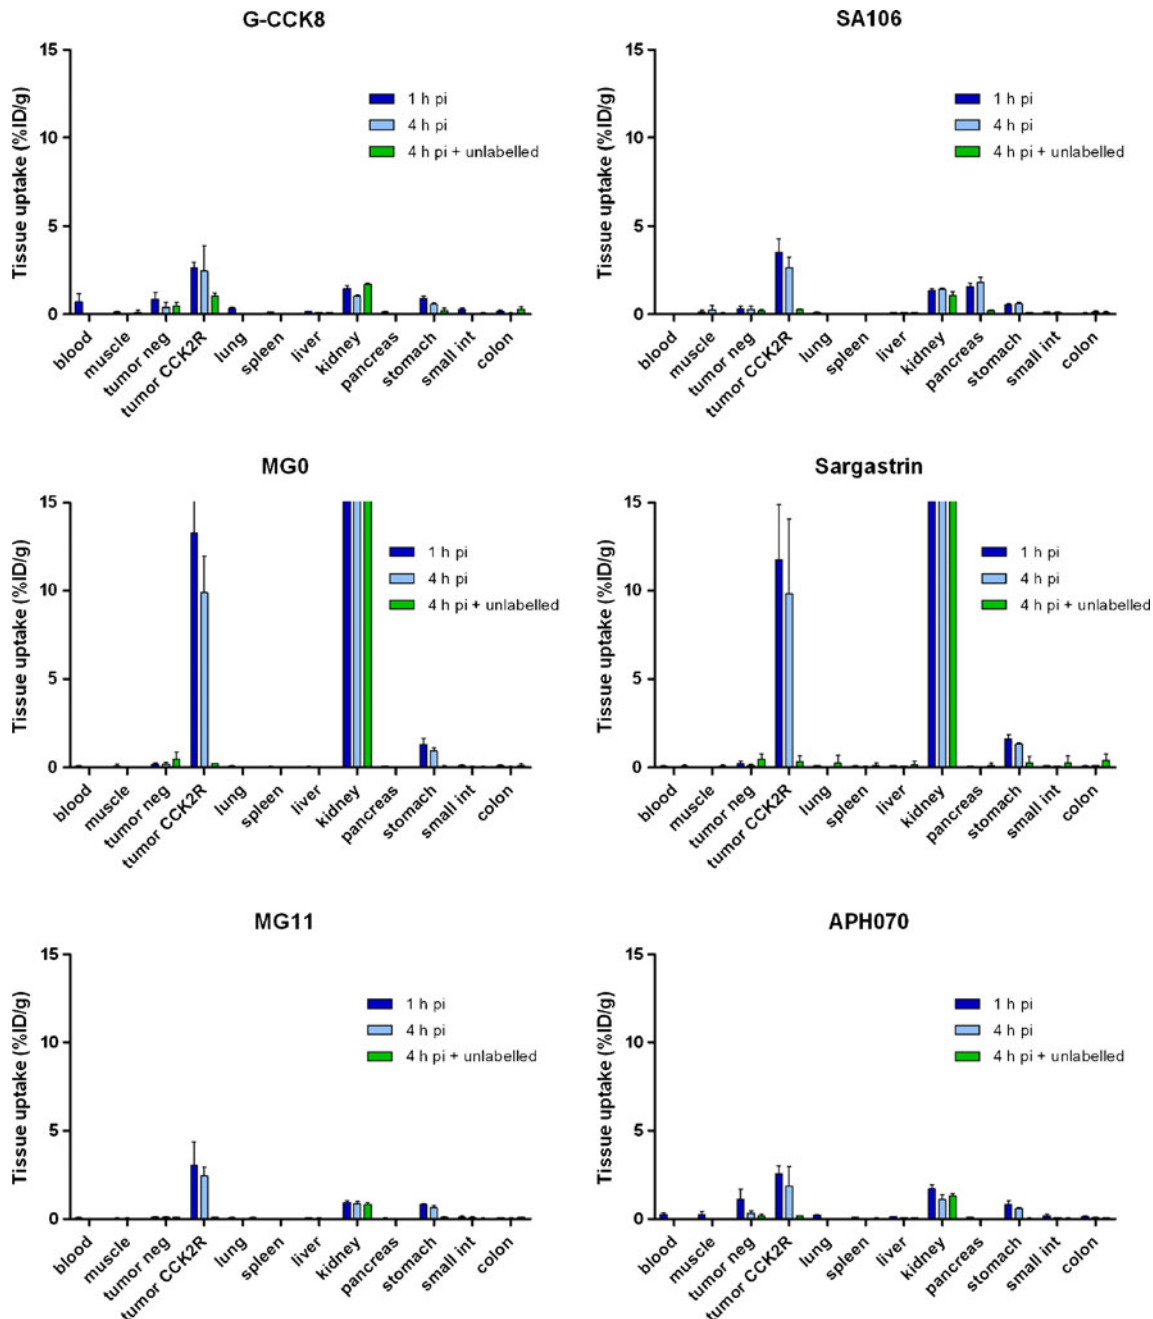 G-CCK8
Tissue uptake (%ID/g)
15
10
5
0
1 h pi
4 h pi
4 h pi + unlabelled
blood
muscle
tumor neg
tumor CCK2R
lung
spleen
liver
kidney
pancreas
stomach
small int
colon
SA106
Tissue uptake (%ID/g)
15
10
5
0
1 h pi
4 h pi
4 h pi + unlabelled
blood
muscle
tumor neg
tumor CCK2R
lung
spleen
liver
kidney
pancreas
stomach
small int
colon
MG0
Tissue uptake (%ID/g)
15
10
5
0
1 h pi
4 h pi
4 h pi + unlabelled
blood
muscle
tumor neg
tumor CCK2R
lung
spleen
liver
kidney
pancreas
stomach
small int
colon
Sargastrin
Tissue uptake (%ID/g)
15
10
5
0
1 h pi
4 h pi
4 h pi + unlabelled
blood
muscle
tumor neg
tumor CCK2R
lung
spleen
liver
kidney
pancreas
stomach
small int
colon
MG11
Tissue uptake (%ID/g)
15
10
5
0
1 h pi
4 h pi
4 h pi + unlabelled
blood
muscle
tumor neg
tumor CCK2R
lung
spleen
liver
kidney
pancreas
stomach
small int
colon
APH070
Tissue uptake (%ID/g)
15
10
5
0
1 h pi
4 h pi
4 h pi + unlabelled
blood
muscle
tumor neg
tumor CCK2R
lung
spleen
liver
kidney
pancreas
stomach
small int
colon